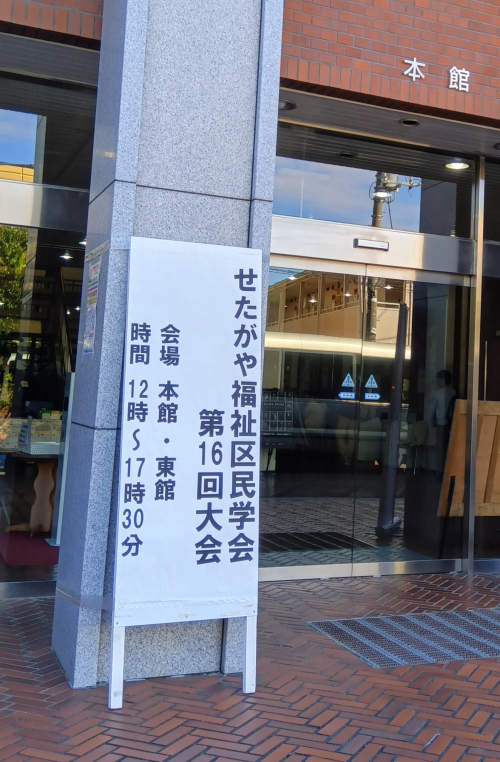 本館
せたがや福祉区民学会
第16回大会
会場 本館・東館
時間 12時～17時30分